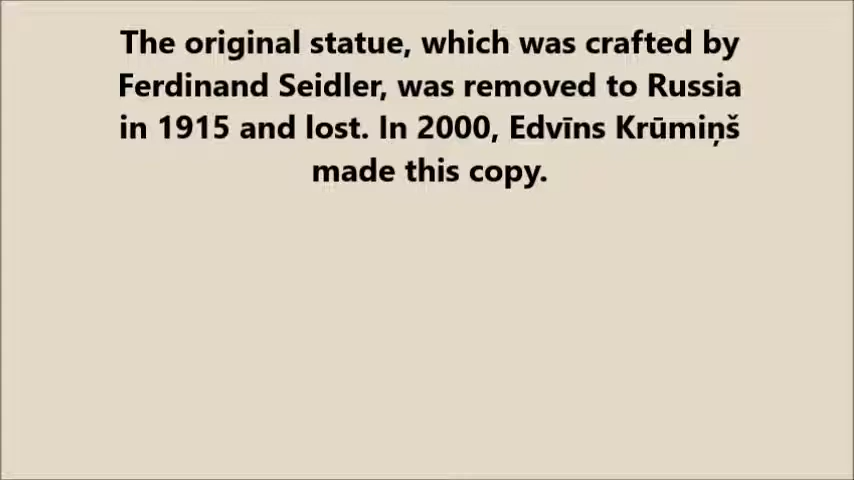 The original statue, which was crafted by
Ferdinand Seidler, was removed to Russia
in 1915 and lost. In 2000, Edvīns Krūmiņš
made this copy.